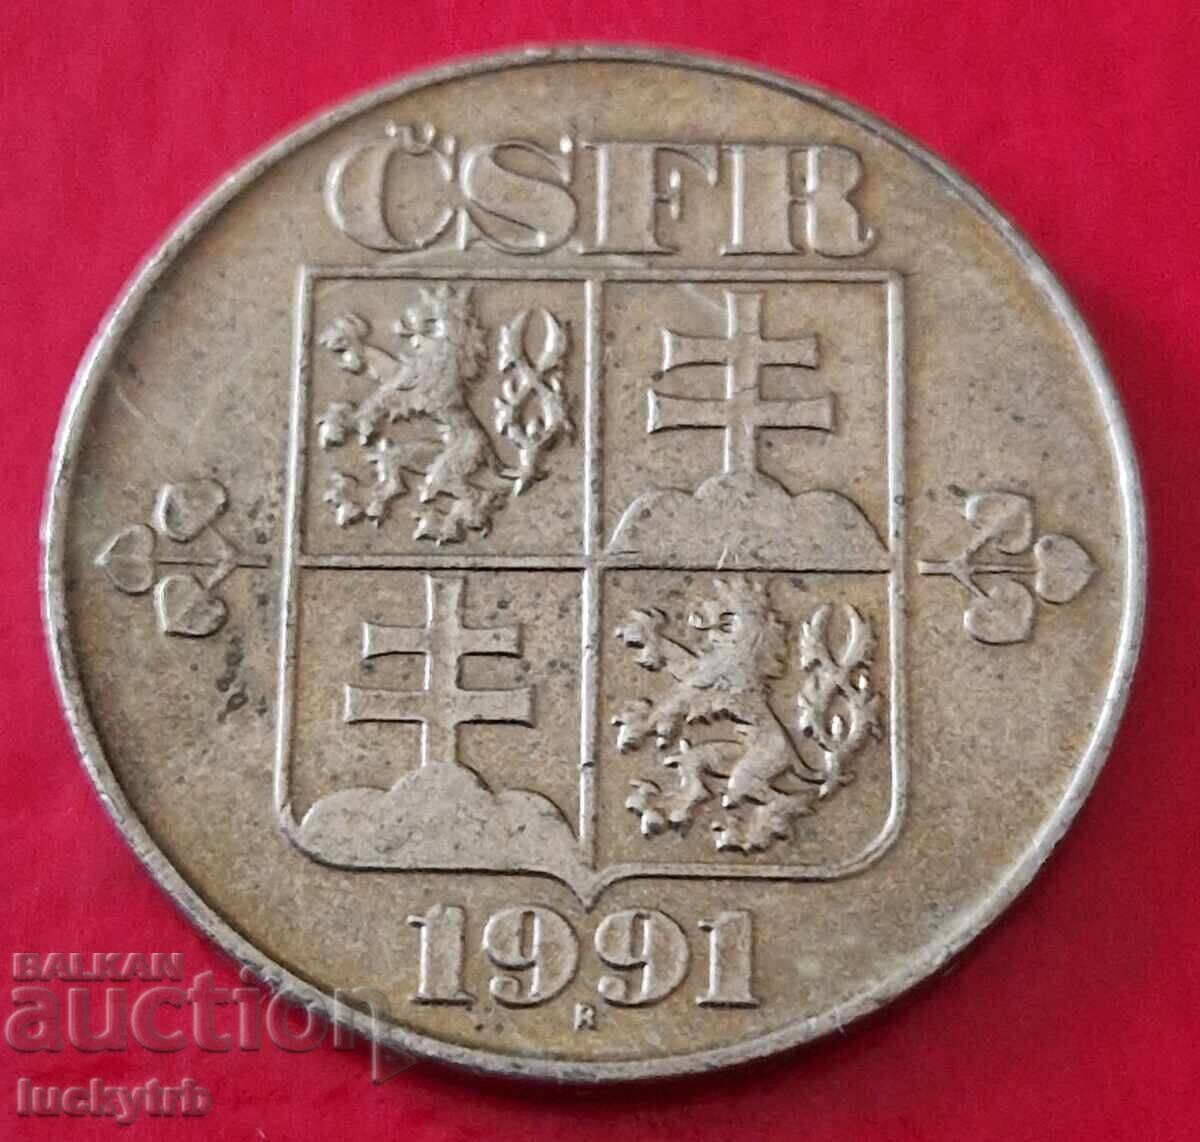 ČSFR
1991
BALKAN
auction
luckytrb